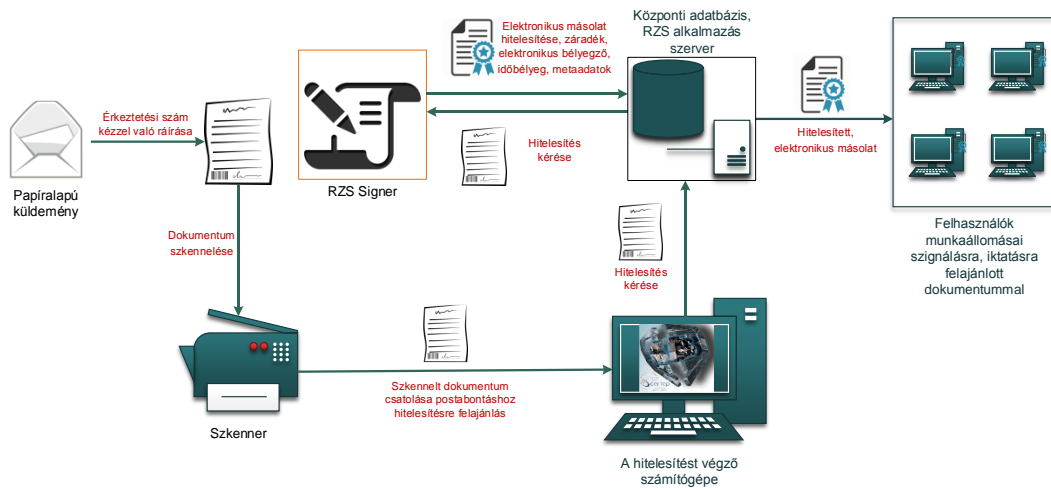 Elektronikus másolat
hitelesítése, záradék,
elektronikus bélyegző,
időbélyeg, metaadatok
Központi adatbázis,
RZS alkalmazás
szerver
Érkeztetési szám
kézzel való ráírása
Papíralapú
küldemény
RZS Signer
Hitelesítés
kérése
Hitelesített,
elektronikus másolat
Felhasználók
munkaállomásai
szignálásra, iktatásra
felajánlott
dokumentummal
Dokumentum
szkennelése
Hitelesítés
kérése
Szkenner
Szkennelt dokumentum
csatolása postabontáshoz
hitelesítésre felajánlás
A hitelesítést végző
számítógépe